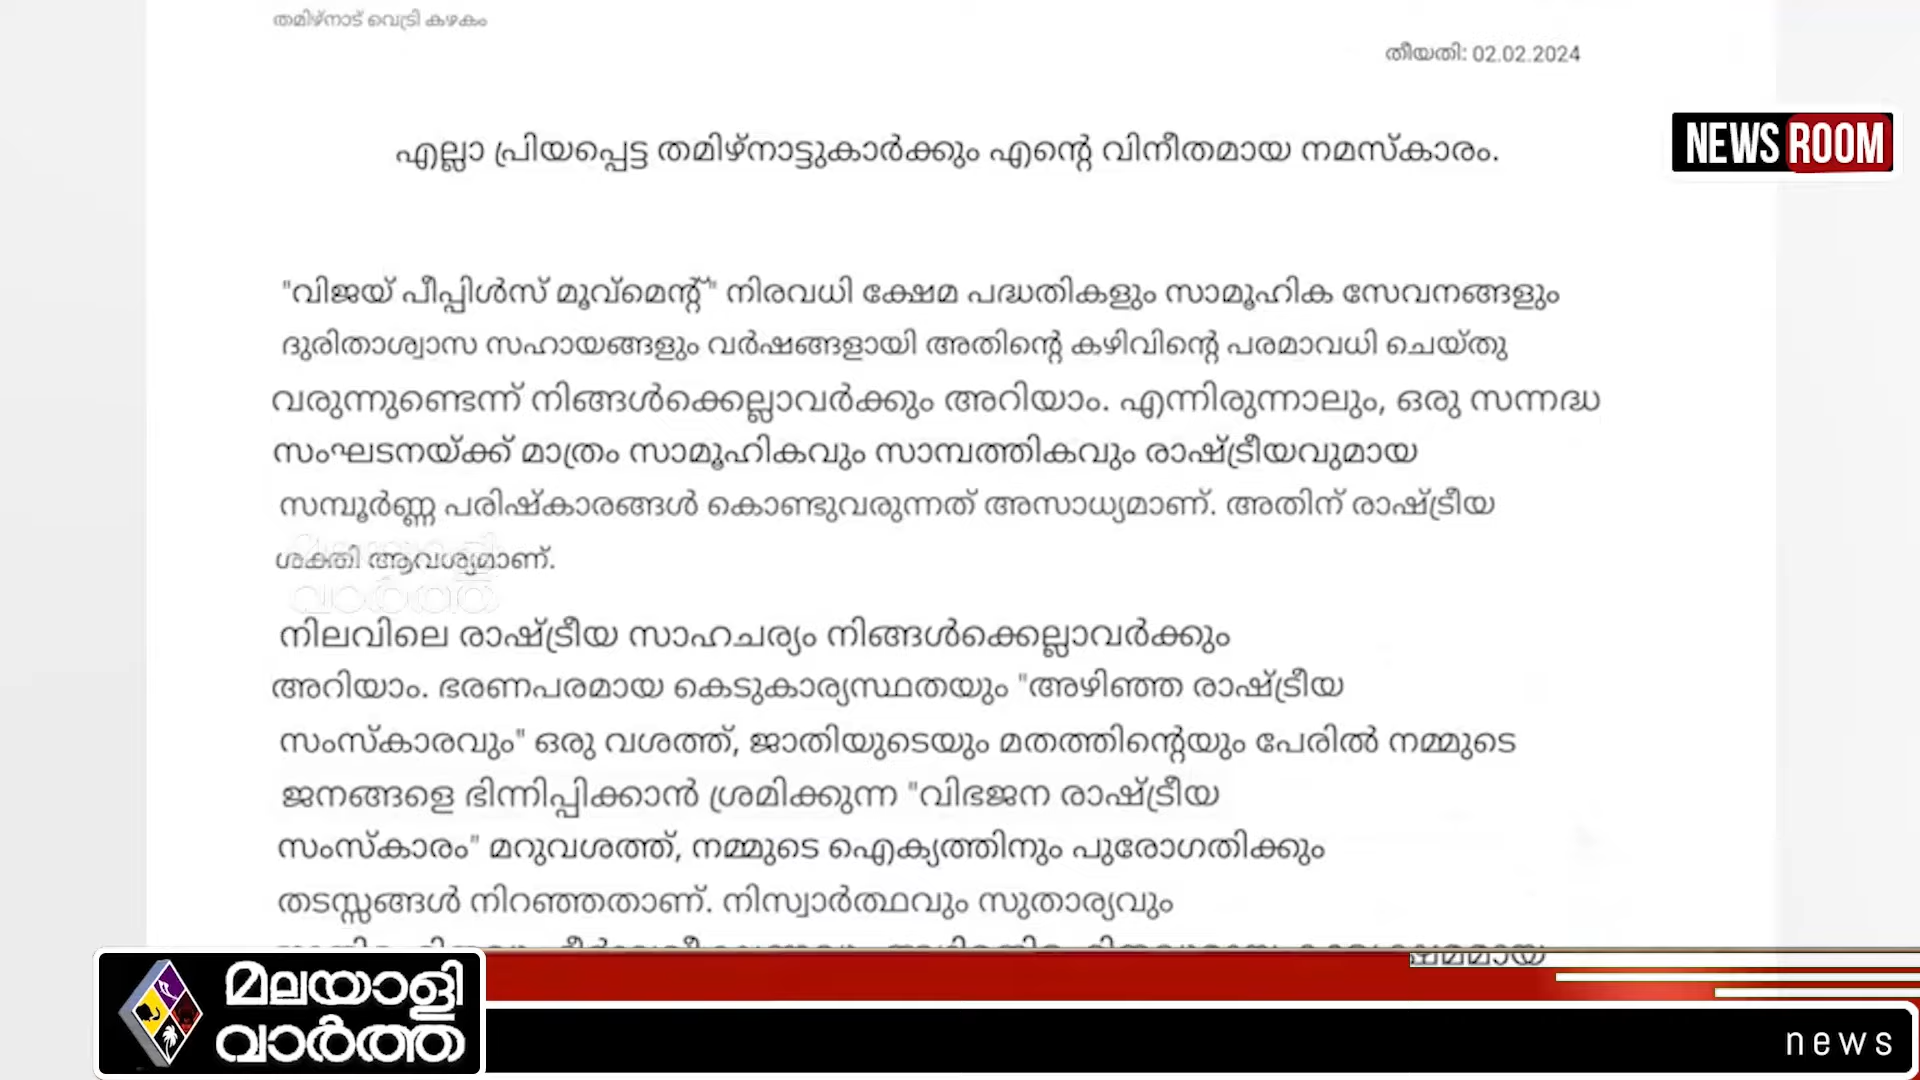 തമിഴ്നാട് വെട്രി കഴകം
തീയതി: 02.02.2024
NEWS ROOM
എല്ലാ പ്രിയപ്പെട്ട തമിഴ്നാട്ടുകാർക്കും എന്റെ വിനീതമായ നമസ്കാരം.
"വിജയ് പീപ്പിൾസ് മൂവ്മെന്റ്" നിരവധി ക്ഷേമ പദ്ധതികളും സാമൂഹിക സേവനങ്ങളും
ദുരിതാശ്വാസ സഹായങ്ങളും വർഷങ്ങളായി അതിന്റെ കഴിവിന്റെ പരമാവധി ചെയ്തു
വരുന്നുണ്ടെന്ന് നിങ്ങൾക്കെല്ലാവർക്കും അറിയാം. എന്നിരുന്നാലും, ഒരു സന്നദ്ധ
സംഘടനയ്ക്ക് മാത്രം സാമൂഹികവും സാമ്പത്തികവും രാഷ്ട്രീയവുമായ
സമ്പൂർണ്ണ പരിഷ്കാരങ്ങൾ കൊണ്ടുവരുന്നത് അസാധ്യമാണ്. അതിന് രാഷ്ട്രീയ
ശക്തി ആവശ്യമാണ്.
മലയാളി
വാർത്ത
നിലവിലെ രാഷ്ട്രീയ സാഹചര്യം നിങ്ങൾക്കെല്ലാവർക്കും
അറിയാം. ഭരണപരമായ കെടുകാര്യസ്ഥതയും "അഴിഞ്ഞ രാഷ്ട്രീയ
സംസ്കാരവും" ഒരു വശത്ത്, ജാതിയുടെയും മതത്തിന്റെയും പേരിൽ നമ്മുടെ
ജനങ്ങളെ ഭിന്നിപ്പിക്കാൻ ശ്രമിക്കുന്ന "വിഭജന രാഷ്ട്രീയ
സംസ്കാരം" മറുവശത്ത്, നമ്മുടെ ഐക്യത്തിനും പുരോഗതിക്കും
തടസ്സങ്ങൾ നിറഞ്ഞതാണ്. നിസ്വാർത്ഥവും സുതാര്യവും
മലയാളി
വാർത്ത
news